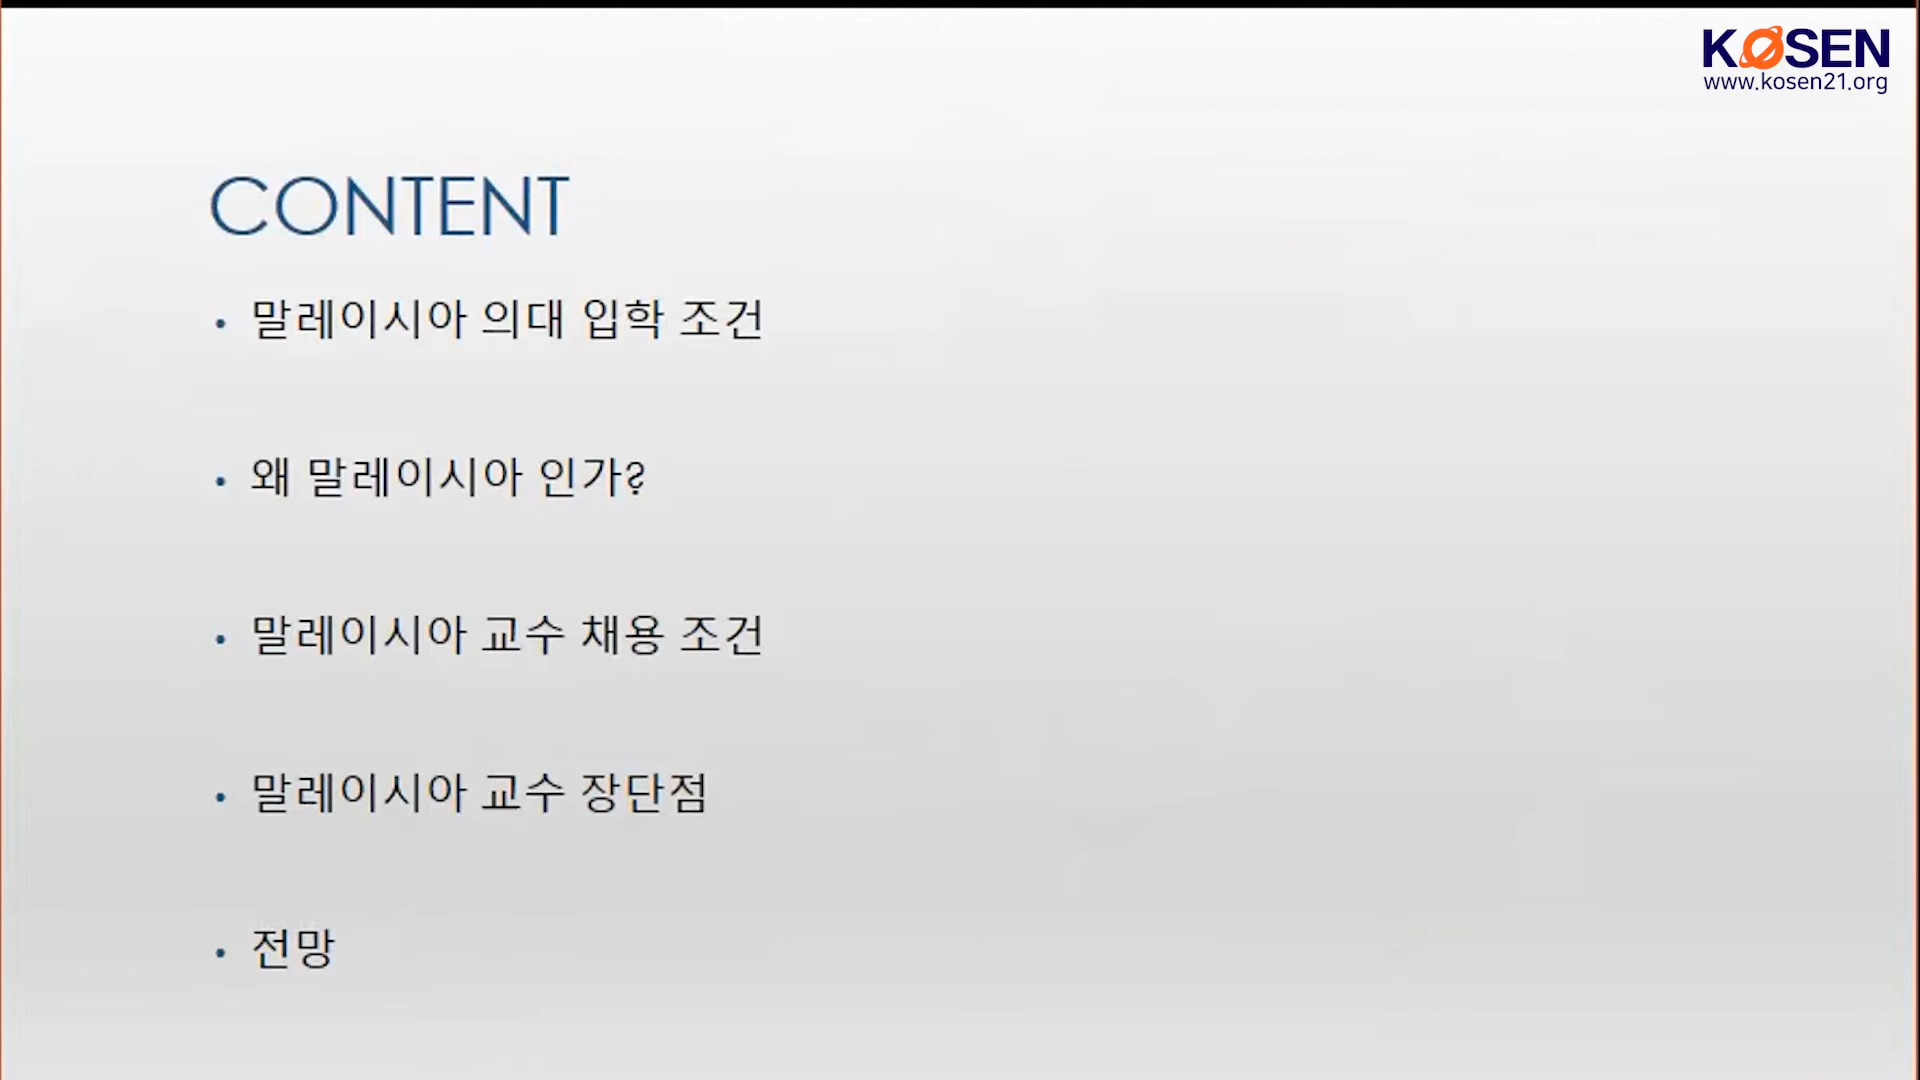 KOSEN
www.kosen21.org
CONTENT
• 말레이시아 의대 입학 조건
• 왜 말레이시아 인가?
• 말레이시아 교수 채용 조건
• 말레이시아 교수 장단점
• 전망